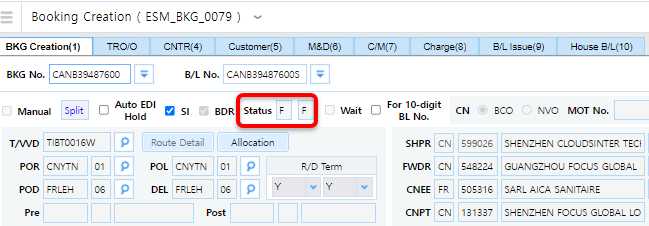 Booking Creation ( ESM_BKG_0079 )
BKG Creation(1) TRO/O CNTR(4) Customer(5) M&D(6) C/M(7) Charge(8) B/L Issue(9) House B/L(10)
BKG No. CANB39487600 B/L No. CANB39487600S
Manual Split Auto EDI Hold SI BDR Status F F Wait For 10-digit BL No. CN BCO NVO MOT No.
T/VVD TIBT0016W Route Detail Allocation SHPR CN 599026 SHENZHEN CLOUDSINTER TECH
POR CNYTN 01 POL CNYTN 01 R/D Term FWDR CN 548224 GUANGZHOU FOCUS GLOBAL
POD FRLEH 06 DEL FRLEH 06 Y Y CNEE FR 505316 SARL AICA SANITAIRE
Pre Post CNPT CN 131337 SHENZHEN FOCUS GLOBAL LO